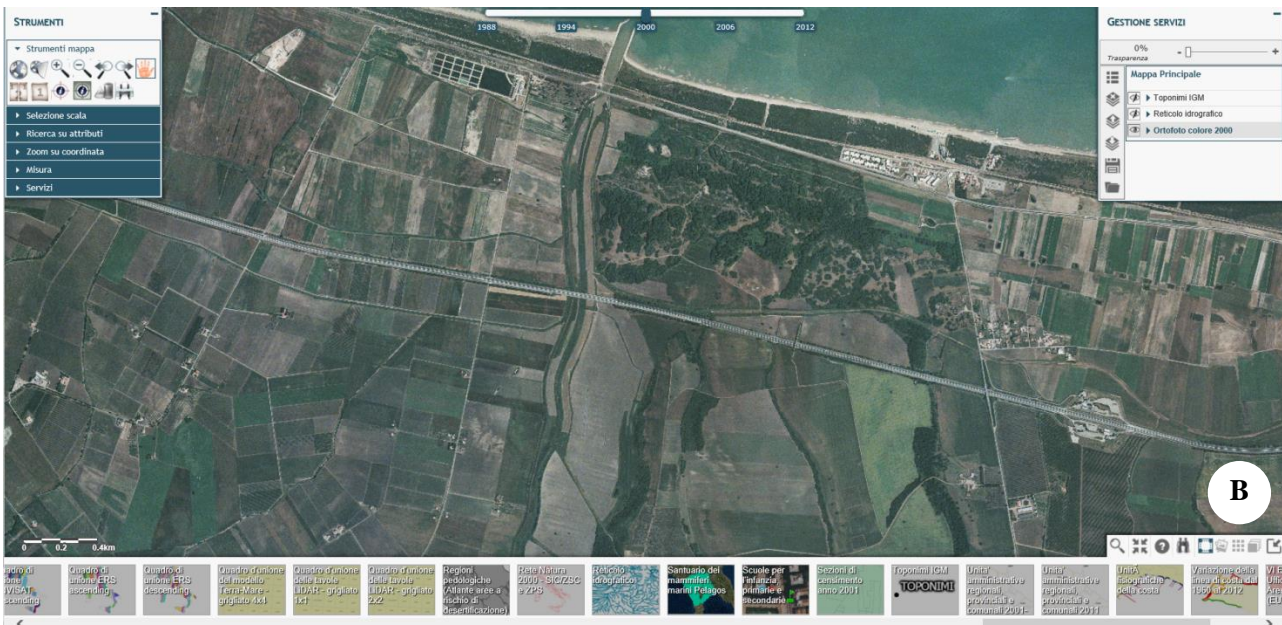 STRUMENTI
Strumenti mappa
Selezione scala
Ricerca su attributi
Zoom su coordinata
Misura
Servizi
1988
1994
2000
2006
2012
GESTIONE SERVIZI
0%
Trasparenza
Mappa Principale
Toponimi IGM
Reticolo idrografico
Ortofoto colore 2000
B
0 0.2 0.4km
Quadro di
unione ERS
ascending
Quadro di
unione ERS
descending
Quadro d'unione
del modello
Terra-Mare -
grigliato 4x4
Quadro d'unione
delle tavole
LIDAR - grigliato
1x1
Quadro d'unione
delle tavole
LIDAR - grigliato
2x2
Regioni
pedologiche
(Atlante aree a
rischio di
desertificazione)
Rete Natura
2000 - SIC/ZSC
e ZPS
Reticolo
idrografico
Santuario dei
mammiferi
marini Pelagos
Scuole per
l'infanzia,
primarie e
secondarie
Sezioni di
censimento
anno 2001
Toponimi IGM
TOPONIMI
Unita'
amministrative
regionali,
provinciali e
comunali 2001-
Unita'
amministrative
regionali,
provinciali e
comunali 2011
Unità
fisiografiche
della costa
Variazione della
linea di costa del
1960 al 2012